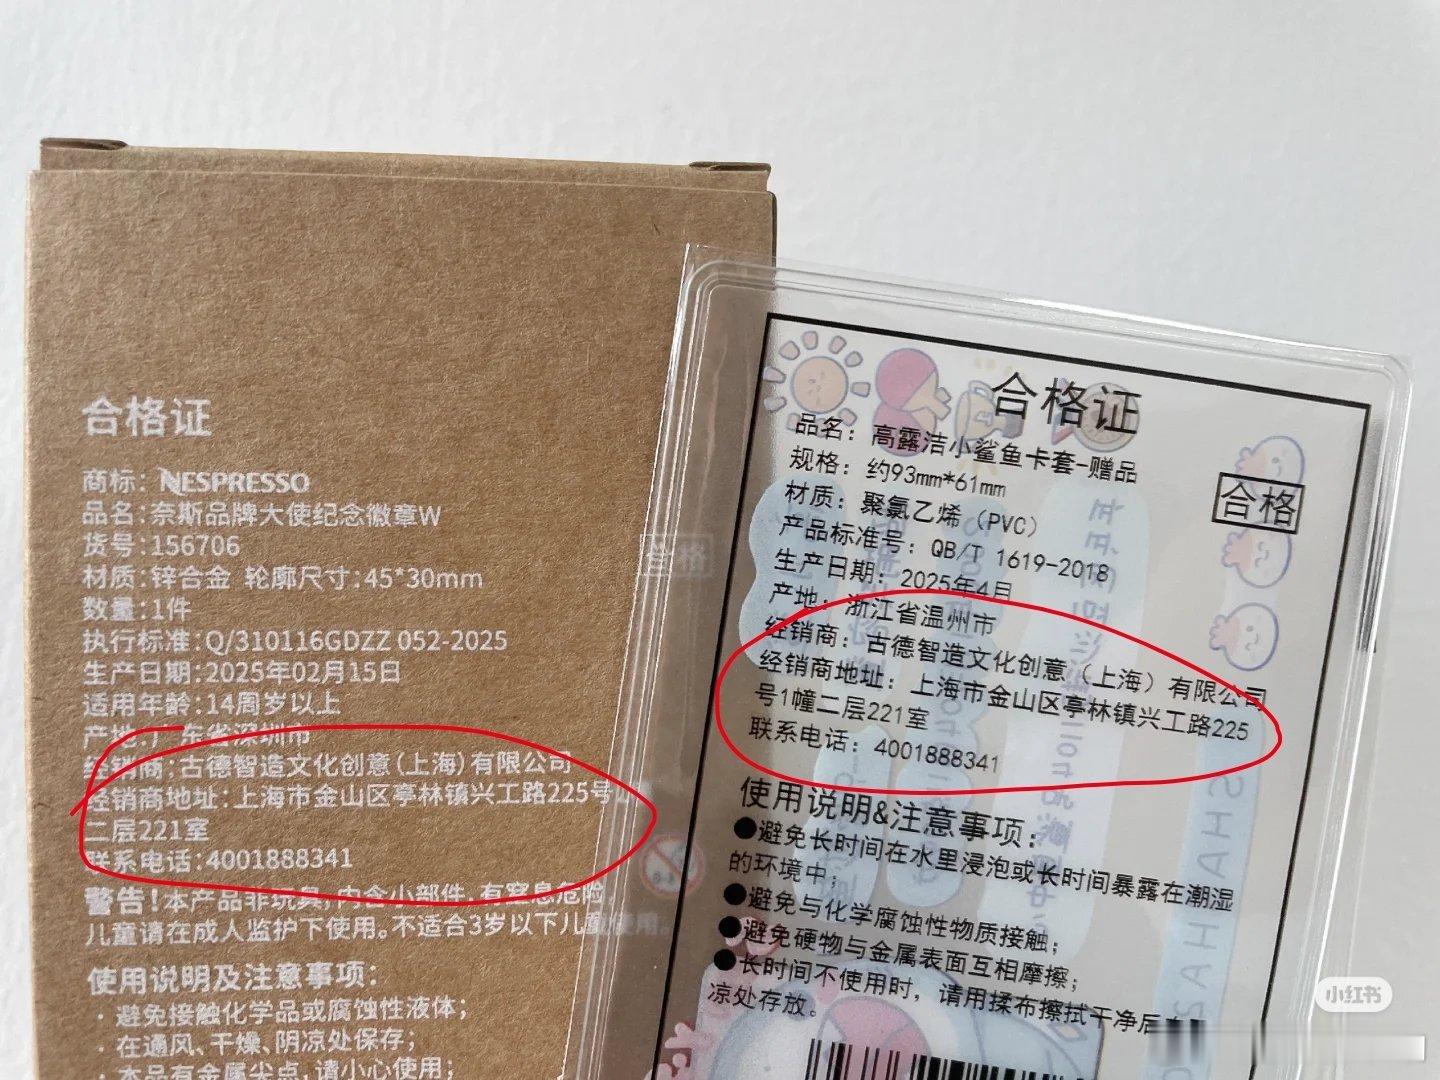 合格证
商标: NESPRESSO
品名:奈斯品牌大使纪念徽章W
货号:156706
材质:锌合金 轮廓尺寸:45*30mm
数量:1件
执行标准:Q/310116GDZZ 052-2025
生产日期:2025年02月15日
适用年龄:14周岁以上
产地:广东省深圳市
经销商:古德智造文化创意(上海)有限公司
经销商地址:上海市金山区亭林镇兴工路225号
二层221室
联系电话:4001888341
警告!本产品非玩具,内含小部件,有窒息危险,
儿童请在成人监护下使用。不适合3岁以下儿童使用。
使用说明及注意事项:
· 避免接触化学品或腐蚀性液体;
· 在通风、干燥、阴凉处保存;
· 本品有金属尖点,请小心使用;
合格
合格证
品名: 高露洁小鲨鱼卡套-赠品
规格: 约93mm*61mm
材质: 聚氯乙烯 (PVC)
产品标准号: QB/T 1619-2018
生产日期: 2025年4月
产地: 浙江省温州市
经销商: 古德智造文化创意 (上海) 有限公司
经销商地址: 上海市金山区亭林镇兴工路225
号1幢二层221室
联系电话: 4001888341
合格
使用说明&注意事项:
●避免长时间在水里浸泡或长时间暴露在潮湿
的环境中;
●避免与化学腐蚀性物质接触;
●避免硬物与金属表面互相摩擦;
●长时间不使用时, 请用揉布擦拭干净后
凉处存放。
小红书